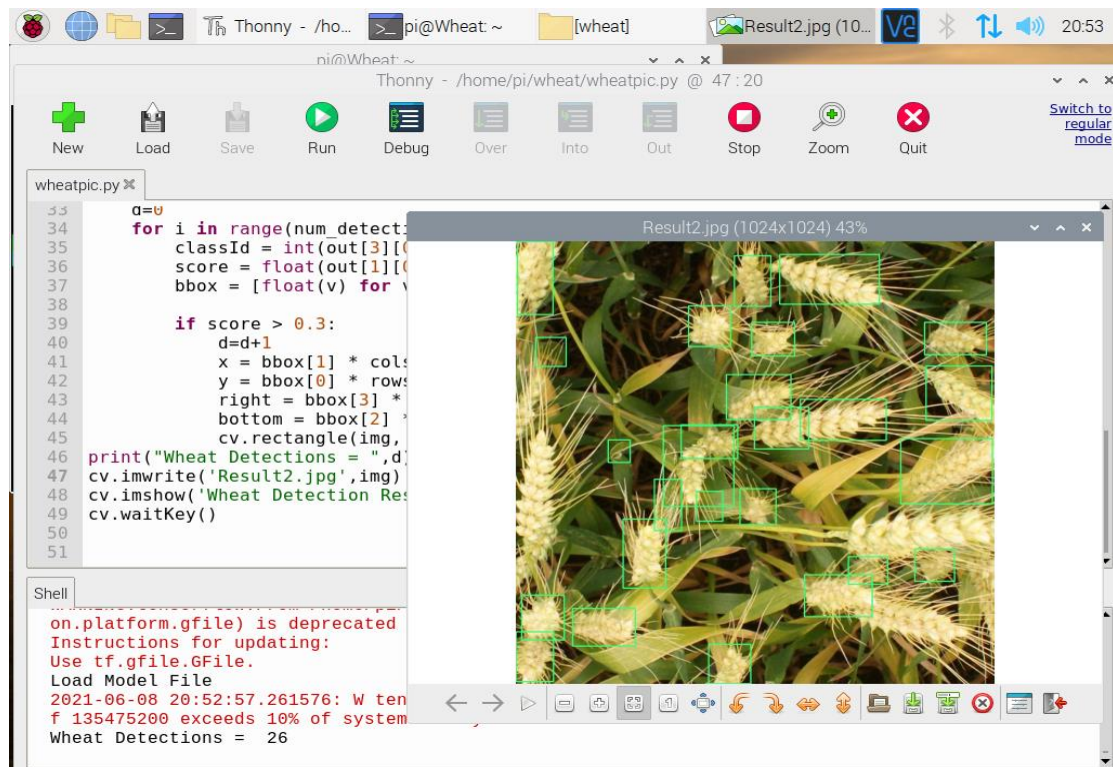 Thonny - /ho...
pi@Wheat: ~
[wheat]
Result2.jpg (10...
20:53
pi@Wheat: ~
Thonny - /home/pi/wheat/wheatpic.py @ 47 : 20
New
Load
Save
Run
Debug
Over
Into
Out
Stop
Zoom
Quit
Switch to
regular
mode
wheatpic.py
33 d=0
34 for i in range(num_detecti
35 classId = int(out[3][0
36 score = float(out[1][0
37 bbox = [float(v) for v
38
39 if score > 0.3:
40 d=d+1
41 x = bbox[1] * cols
42 y = bbox[0] * rows
43 right = bbox[3] *
44 bottom = bbox[2] *
45 cv.rectangle(img,
46 print("Wheat Detections = ",d)
47 cv.imwrite('Result2.jpg',img)
48 cv.imshow('Wheat Detection Res
49 cv.waitKey()
50
51
Result2.jpg (1024x1024) 43%
Shell
on.platform.gfile) is deprecated
Instructions for updating:
Use tf.gfile.GFile.
Load Model File
2021-06-08 20:52:57.261576: W ten
f 135475200 exceeds 10% of system
Wheat Detections = 26